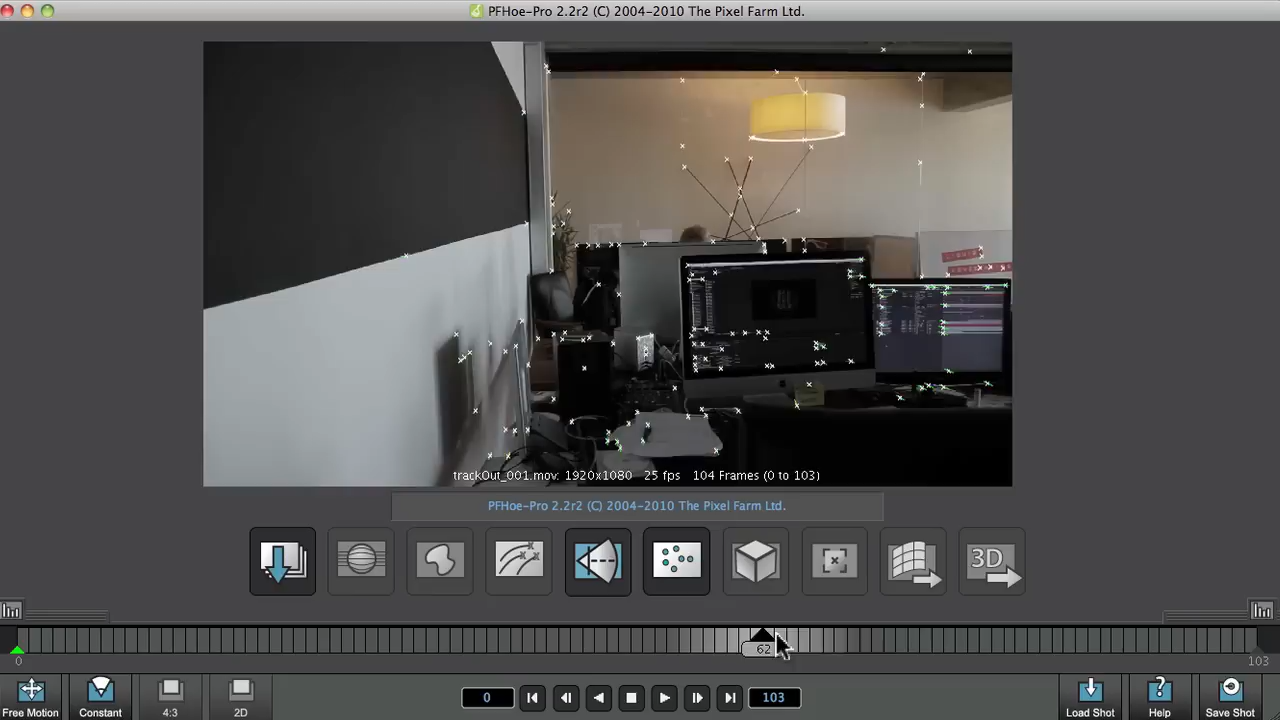 PFHoe-Pro 2.2r2 (C) 2004-2010 The Pixel Farm Ltd.
trackOut_001.mov: 1920x1080 25 fps 104 Frames (0 to 103)
PFHoe-Pro 2.2r2 (C) 2004-2010 The Pixel Farm Ltd.
3D
62
0
103
0
103
Free Motion
Constant
4:3
2D
Load Shot
Help
Save Shot